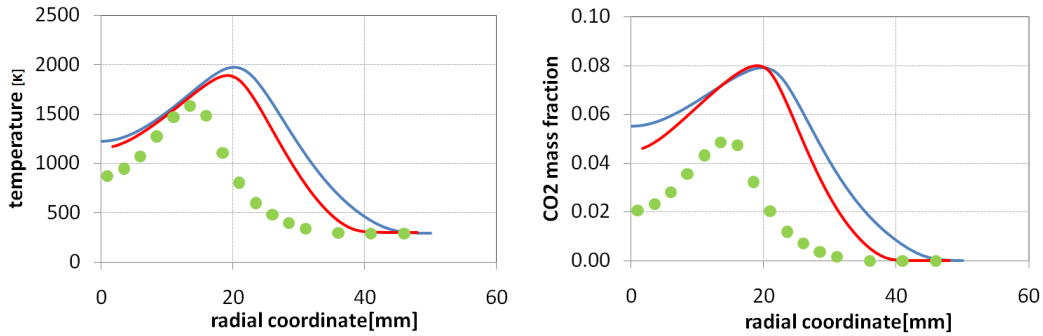 2500
2000
1500
1000
500
0
temperature [K]
0 20 40 60
radial coordinate[mm]
0.10
0.08
0.06
0.04
0.02
0.00
CO2 mass fraction
0 20 40 60
radial coordinate[mm]